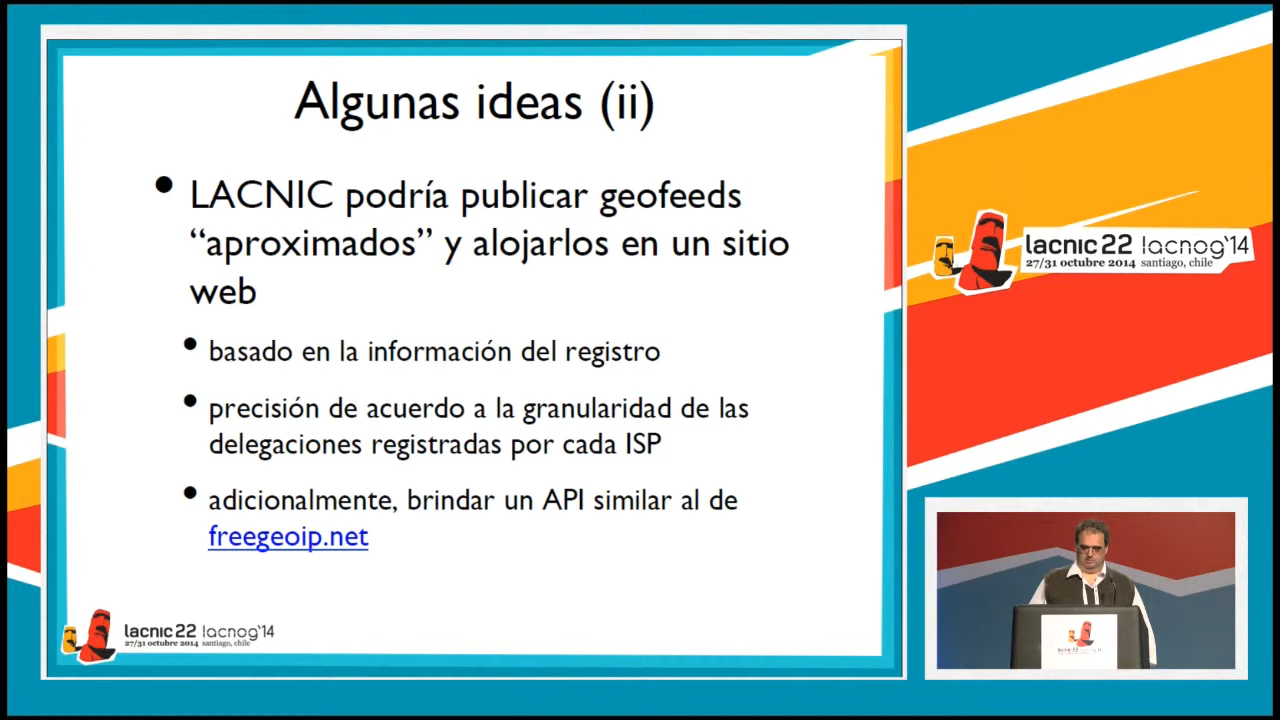 Algunas ideas (ii)
• LACNIC podría publicar geofeeds
“aproximados” y alojarlos en un sitio
web
• basado en la información del registro
• precisión de acuerdo a la granularidad de las
delegaciones registradas por cada ISP
• adicionalmente, brindar un API similar al de
freegeoip.net
lacnic 22 lacnog'14
27/31 octubre 2014 santiago, chile
lacnic 22 lacnog'14
27/31 octubre 2014 santiago, chile